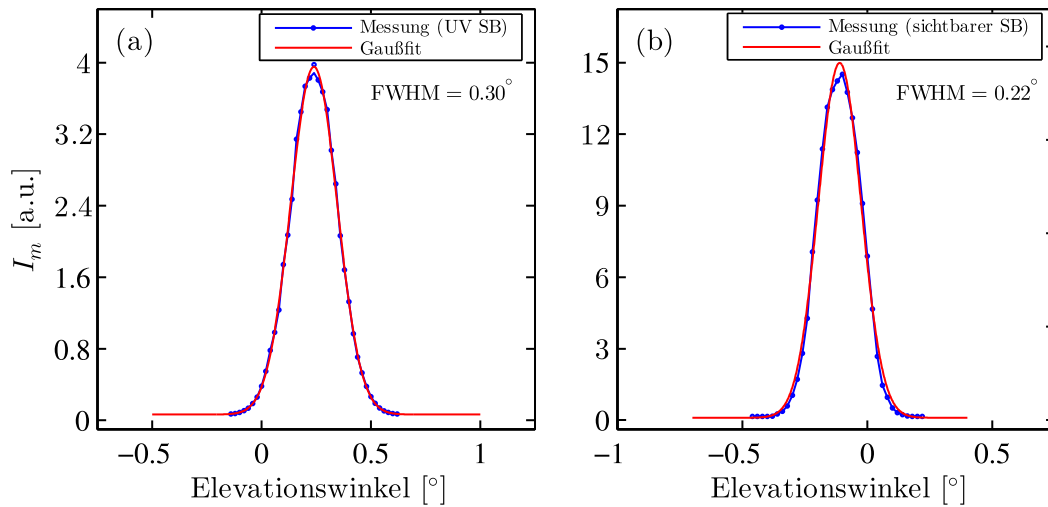 (a)
Messung (UV SB)
Gaußfit
FWHM = 0.30°
4
3.2
2.4
1.6
0.8
0
I_m [a.u.]
−0.5 0 0.5 1
Elevationswinkel [°]
(b)
Messung (sichtbarer SB)
Gaußfit
FWHM = 0.22°
15
12
9
6
3
0
−1 −0.5 0 0.5
Elevationswinkel [°]